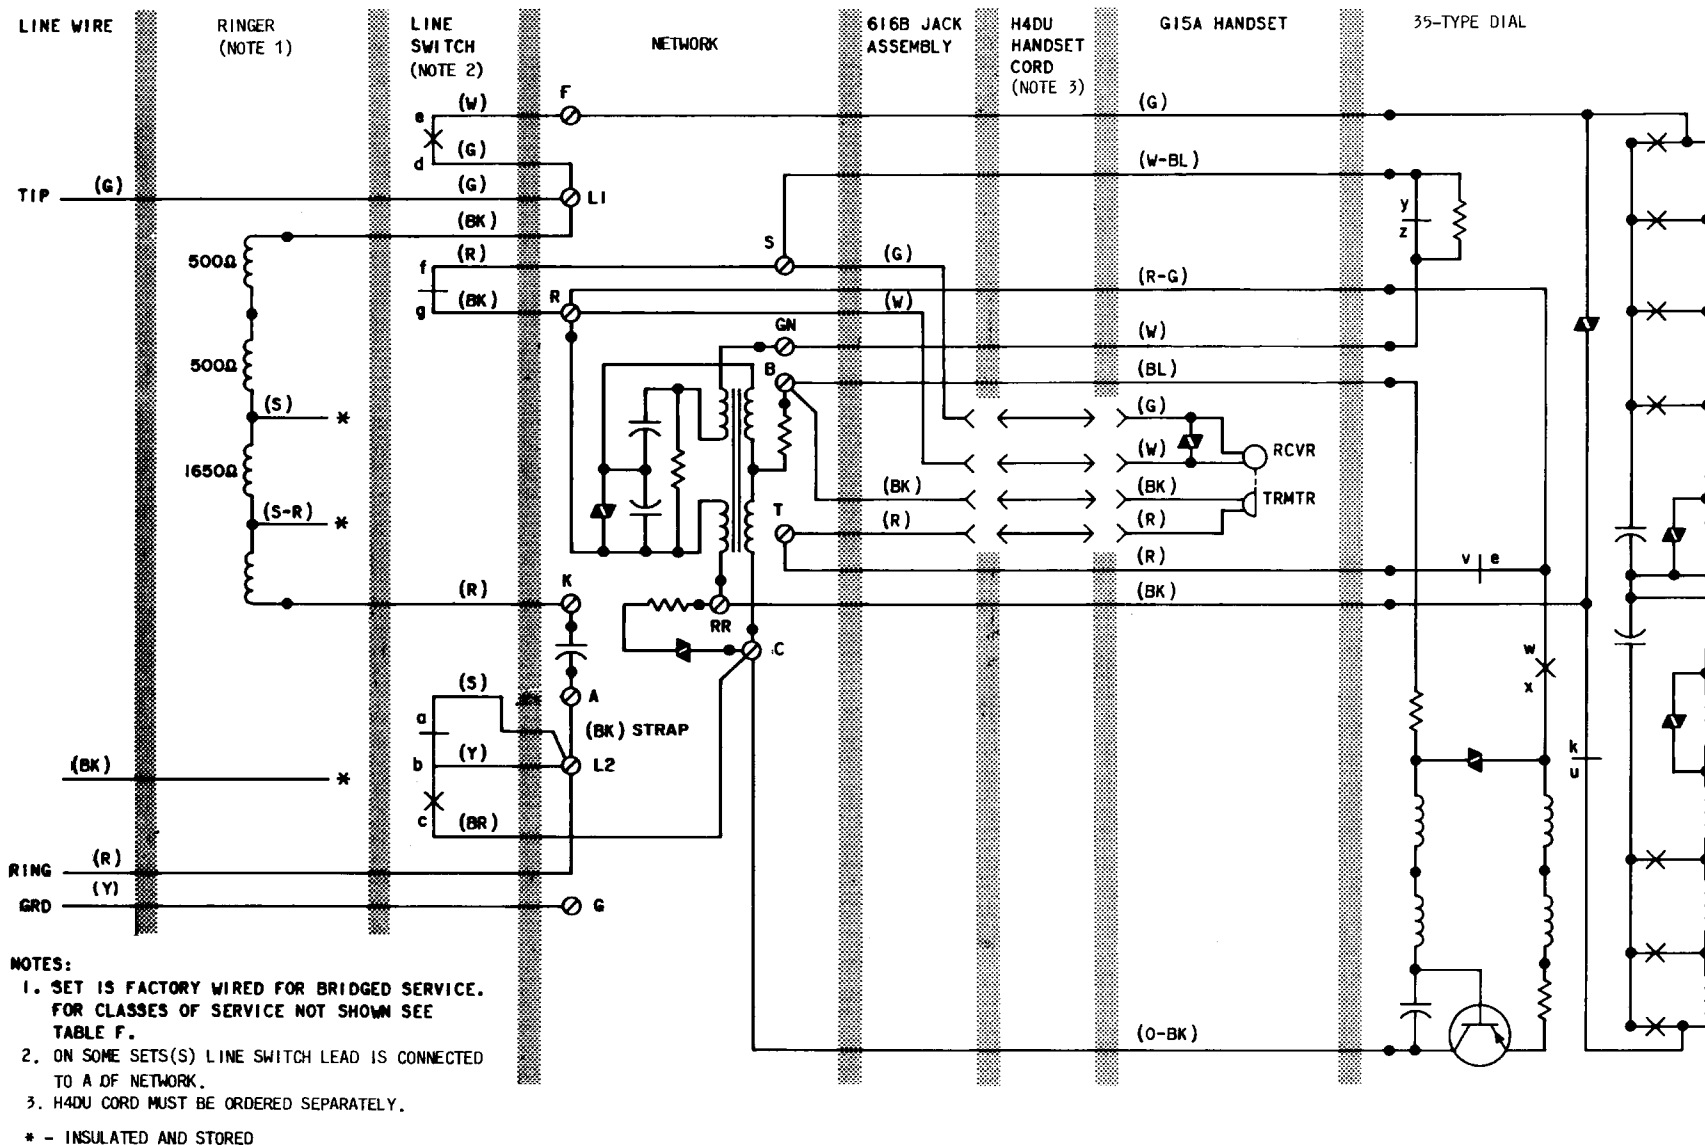 LINE WIRE
RINGER
(NOTE 1)
LINE
SWITCH
(NOTE 2)
NETWORK
616B JACK
ASSEMBLY
H4DU
HANDSET
CORD
(NOTE 3)
G15A HANDSET
35-TYPE DIAL
e
(W)
F
(G)
d
(G)
(W-BL)
TIP
(G)
(G)
L1
(BK)
y
z
500Ω
f
(R)
S
(G)
(R-G)
g
(BK)
R
(W)
GN
(W)
500Ω
B
(BL)
(S)
*
(G)
1650Ω
(W)
RCVR
(BK)
(BK)
TRMTR
(S-R)
*
T
(R)
(R)
(R)
v
e
(R)
K
(BK)
RR
C
w
x
(S)
A
a
(BK) STRAP
(BK)
*
b
(Y)
L2
k
u
c
(BR)
RING
(R)
GRD
(Y)
G
(O-BK)
NOTES:
1. SET IS FACTORY WIRED FOR BRIDGED SERVICE.
FOR CLASSES OF SERVICE NOT SHOWN SEE
TABLE F.
2. ON SOME SETS(S) LINE SWITCH LEAD IS CONNECTED
TO A OF NETWORK.
3. H4DU CORD MUST BE ORDERED SEPARATELY.
* - INSULATED AND STORED